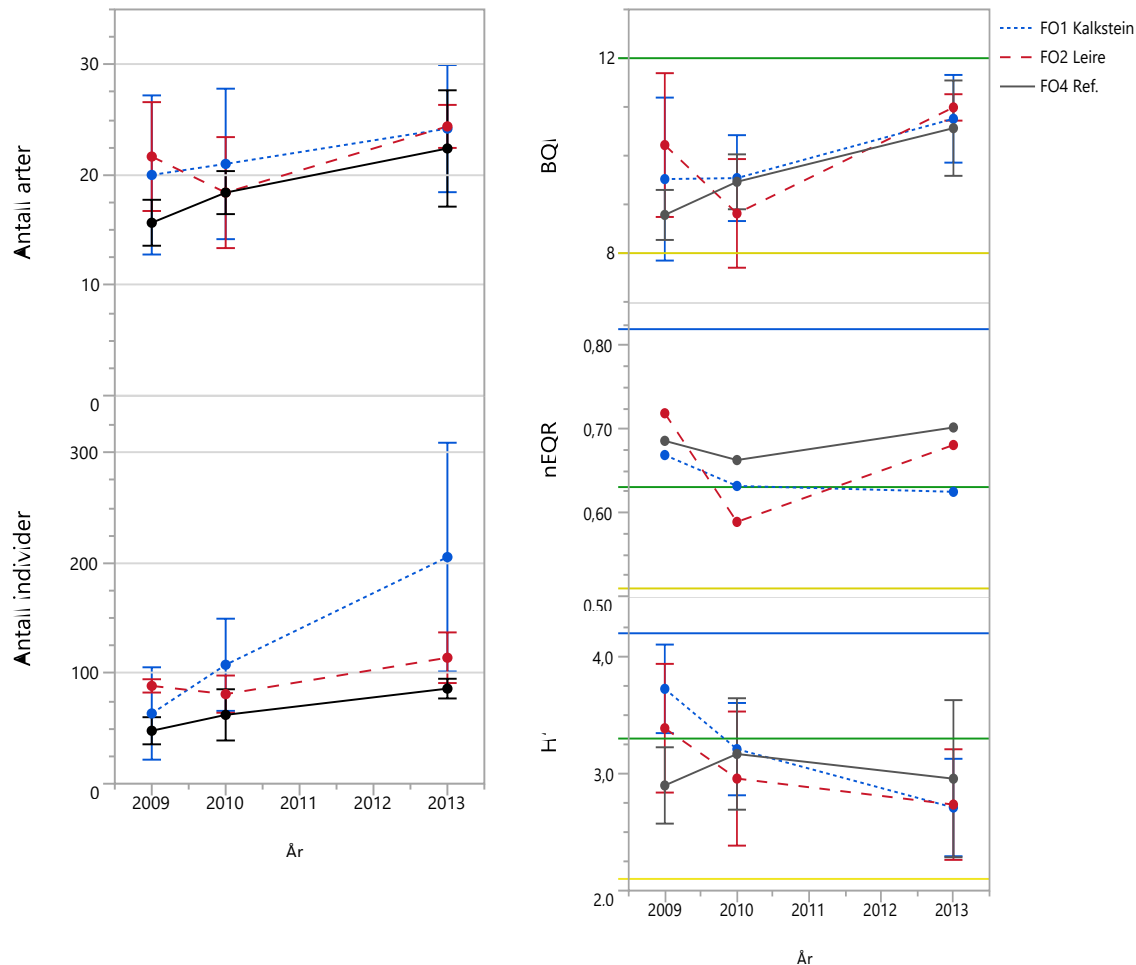 Antall arter
30
20
10
0
Antall individer
300
200
100
0
2009 2010 2011 2012 2013
År
BQI
12
8
nEQR
0,80
0,70
0,60
0.50
H'
4,0
3,0
2.0
2009 2010 2011 2012 2013
År
FO1 Kalkstein
FO2 Leire
FO4 Ref.